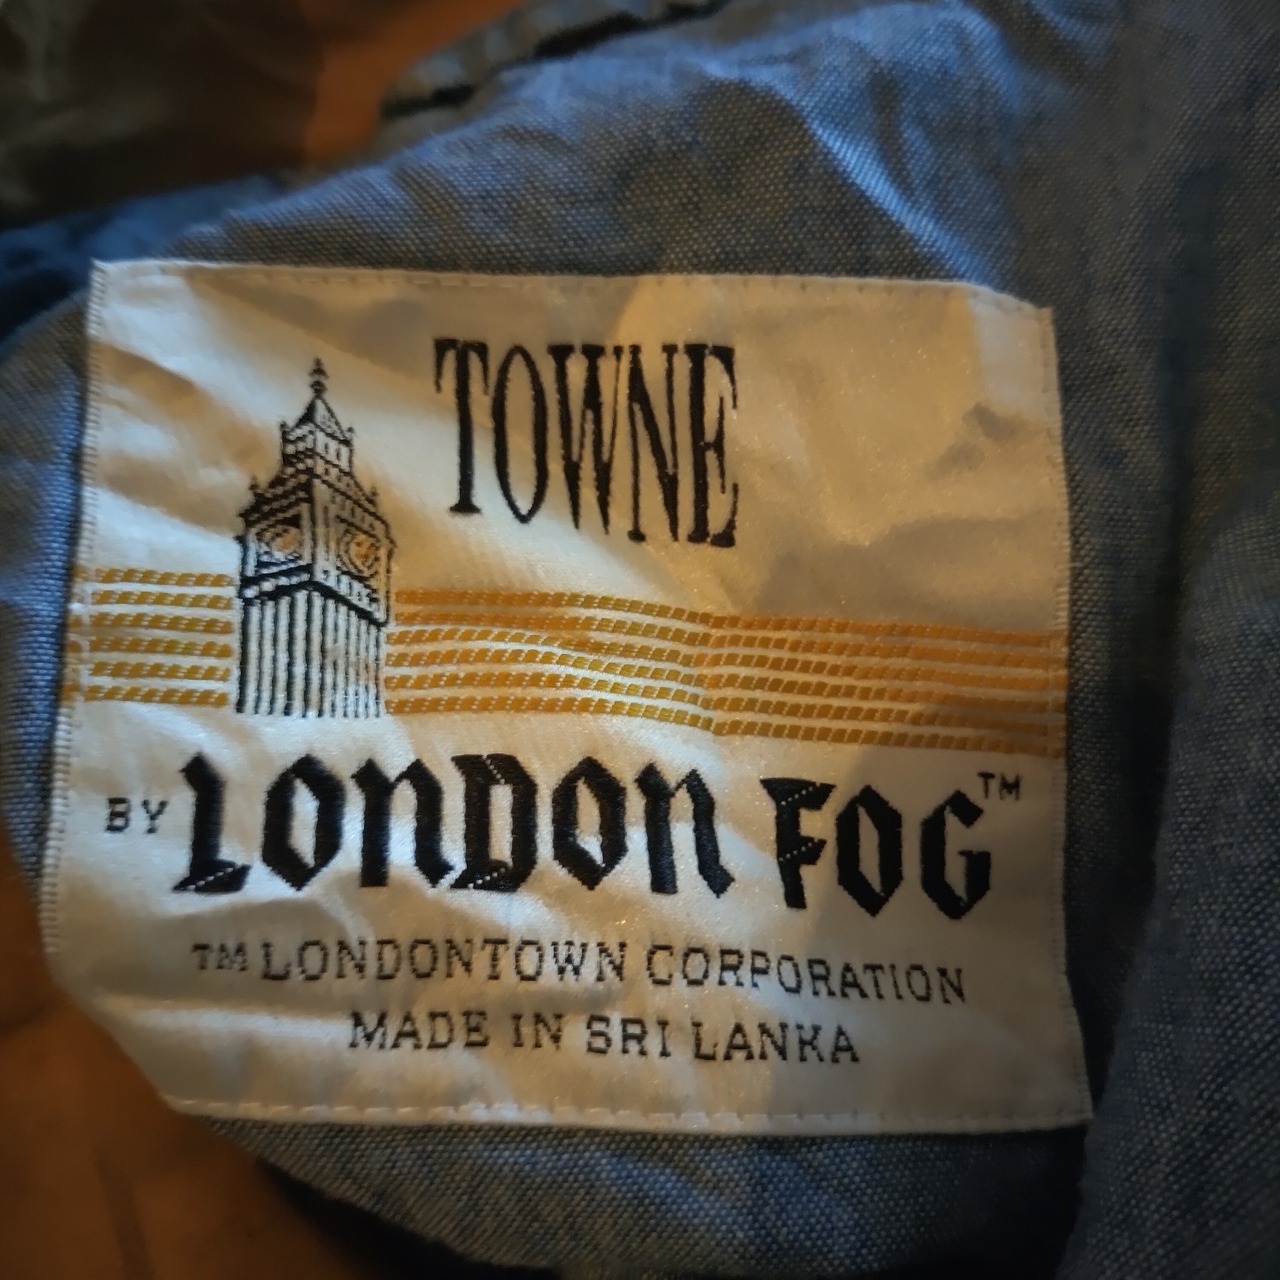 TOWNE
BY LONDON FOG™
™ LONDONTOWN CORPORATION
MADE IN SRI LANKA